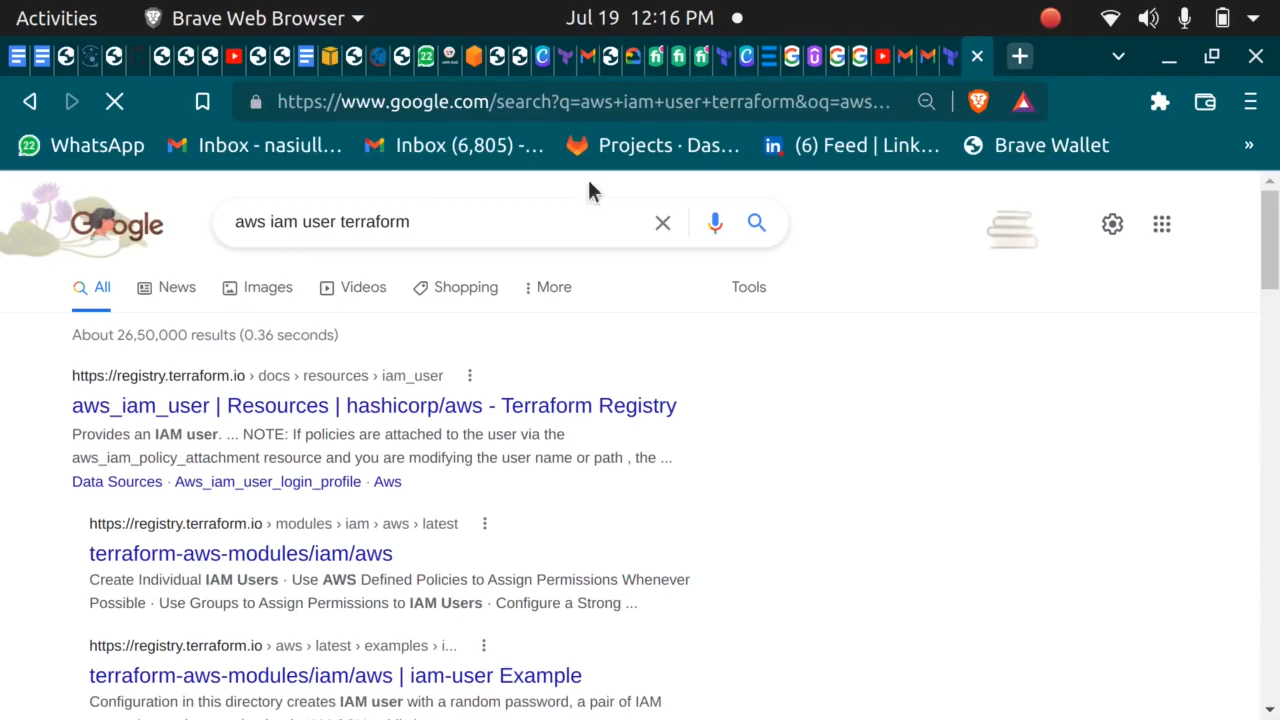 Activities Brave Web Browser Jul 19 12:16 PM
https://www.google.com/search?q=aws+iam+user+terraform&oq=aws...
22 WhatsApp Inbox - nasiull... Inbox (6,805) -... Projects · Das... (6) Feed | Link... Brave Wallet »
Google aws iam user terraform
All News Images Videos Shopping More Tools
About 26,50,000 results (0.36 seconds)
https://registry.terraform.io › docs › resources › iam_user
aws_iam_user | Resources | hashicorp/aws - Terraform Registry
Provides an IAM user. ... NOTE: If policies are attached to the user via the
aws_iam_policy_attachment resource and you are modifying the user name or path , the ...
Data Sources · Aws_iam_user_login_profile · Aws
https://registry.terraform.io › modules › iam › aws › latest
terraform-aws-modules/iam/aws
Create Individual IAM Users · Use AWS Defined Policies to Assign Permissions Whenever
Possible · Use Groups to Assign Permissions to IAM Users · Configure a Strong ...
https://registry.terraform.io › aws › latest › examples › i...
terraform-aws-modules/iam/aws | iam-user Example
Configuration in this directory creates IAM user with a random password, a pair of IAM